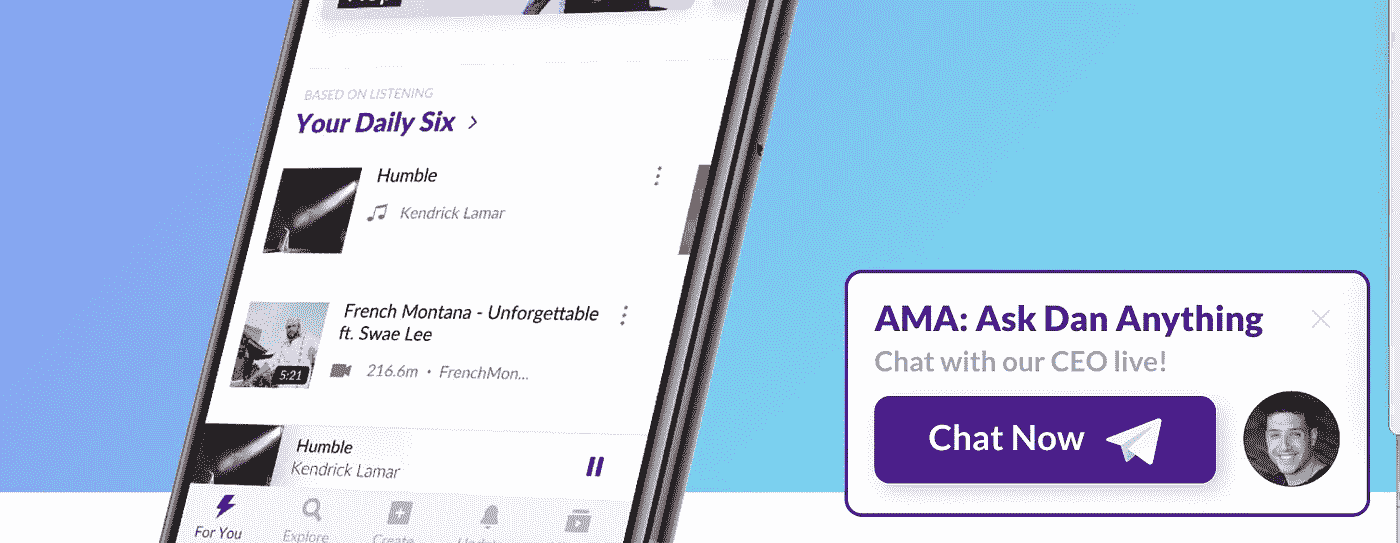 BASED ON LISTENING
Your Daily Six >
Humble
Kendrick Lamar
French Montana - Unforgettable
ft. Swae Lee
5:21
216.6m • FrenchMon...
Humble
Kendrick Lamar
For You
Explore
Create
AMA: Ask Dan Anything
Chat with our CEO live!
Chat Now